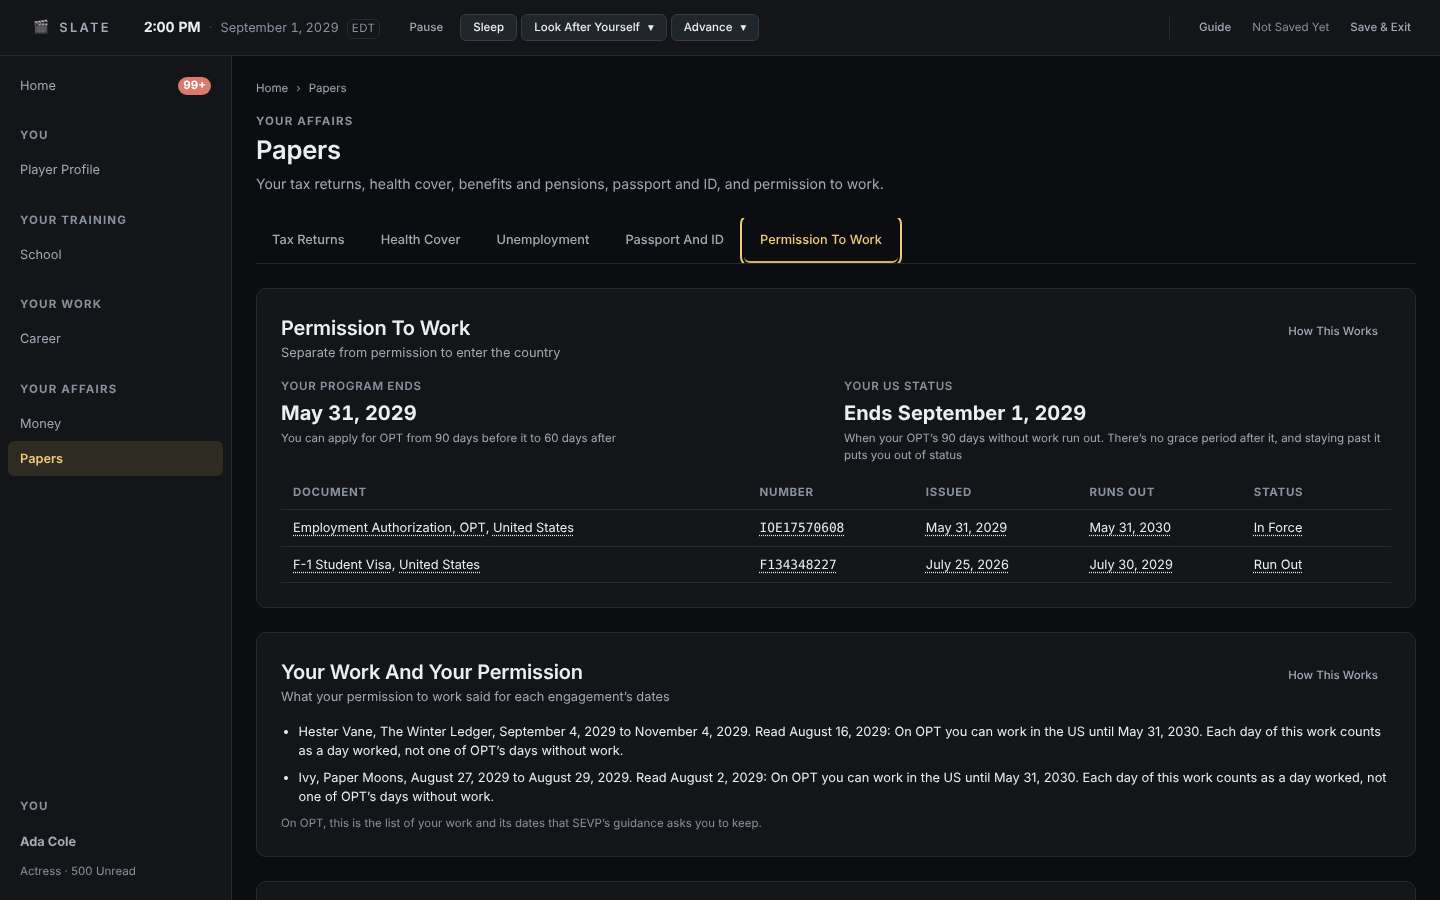 SLATE
2:00 PM · September 1, 2029 EDT
Pause
Sleep
Look After Yourself ▾
Advance ▾
Guide
Not Saved Yet
Save & Exit
Home
99+
YOU
Player Profile
YOUR TRAINING
School
YOUR WORK
Career
YOUR AFFAIRS
Money
Papers
YOU
Ada Cole
Actress · 500 Unread
Home › Papers
YOUR AFFAIRS
Papers
Your tax returns, health cover, benefits and pensions, passport and ID, and permission to work.
Tax Returns
Health Cover
Unemployment
Passport And ID
Permission To Work
Permission To Work
How This Works
Separate from permission to enter the country
YOUR PROGRAM ENDS
May 31, 2029
You can apply for OPT from 90 days before it to 60 days after
YOUR US STATUS
Ends September 1, 2029
When your OPT’s 90 days without work run out. There’s no grace period after it, and staying past it
puts you out of status
DOCUMENT NUMBER ISSUED RUNS OUT STATUS
Employment Authorization, OPT, United States IOE17570608 May 31, 2029 May 31, 2030 In Force
F-1 Student Visa, United States F134348227 July 25, 2026 July 30, 2029 Run Out
Your Work And Your Permission
How This Works
What your permission to work said for each engagement’s dates
• Hester Vane, The Winter Ledger, September 4, 2029 to November 4, 2029. Read August 16, 2029: On OPT you can work in the US until May 31, 2030. Each day of this work counts
as a day worked, not one of OPT’s days without work.
• Ivy, Paper Moons, August 27, 2029 to August 29, 2029. Read August 2, 2029: On OPT you can work in the US until May 31, 2030. Each day of this work counts as a day worked, not
one of OPT’s days without work.
On OPT, this is the list of your work and its dates that SEVP’s guidance asks you to keep.